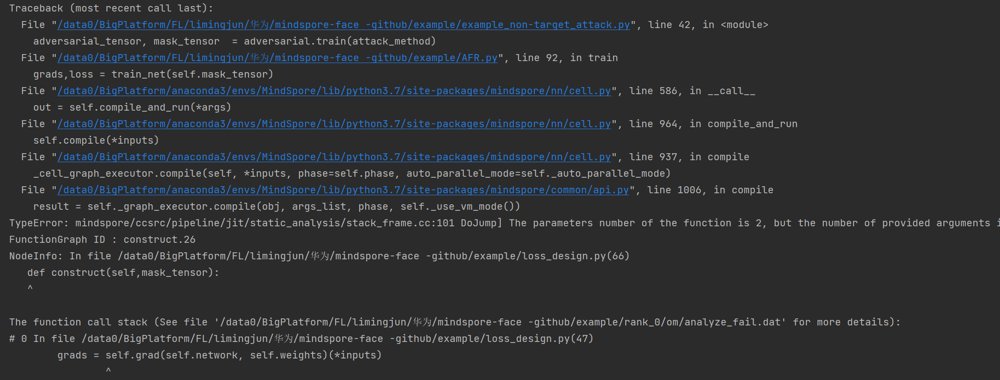 Traceback (most recent call last):
  File "/data0/BigPlatform/FL/limingjun/华为/mindspore-face -github/example/example_non-target_attack.py", line 42, in <module>
    adversarial_tensor, mask_tensor  = adversarial.train(attack_method)
  File "/data0/BigPlatform/FL/limingjun/华为/mindspore-face -github/example/AFR.py", line 92, in train
    grads,loss = train_net(self.mask_tensor)
  File "/data0/BigPlatform/anaconda3/envs/MindSpore/lib/python3.7/site-packages/mindspore/nn/cell.py", line 586, in __call__
    out = self.compile_and_run(*args)
  File "/data0/BigPlatform/anaconda3/envs/MindSpore/lib/python3.7/site-packages/mindspore/nn/cell.py", line 964, in compile_and_run
    self.compile(*inputs)
  File "/data0/BigPlatform/anaconda3/envs/MindSpore/lib/python3.7/site-packages/mindspore/nn/cell.py", line 937, in compile
    _cell_graph_executor.compile(self, *inputs, phase=self.phase, auto_parallel_mode=self._auto_parallel_mode)
  File "/data0/BigPlatform/anaconda3/envs/MindSpore/lib/python3.7/site-packages/mindspore/common/api.py", line 1006, in compile
    result = self._graph_executor.compile(obj, args_list, phase, self._use_vm_mode())
TypeError: mindspore/ccsrc/pipeline/jit/static_analysis/stack_frame.cc:101 DoJump] The parameters number of the function is 2, but the number of provided arguments
FunctionGraph ID : construct.26
NodeInfo: In file /data0/BigPlatform/FL/limingjun/华为/mindspore-face -github/example/loss_design.py(66)
   def construct(self,mask_tensor):
   ^
The function call stack (See file '/data0/BigPlatform/FL/limingjun/华为/mindspore-face -github/example/rank_0/om/analyze_fail.dat' for more details):
# 0 In file /data0/BigPlatform/FL/limingjun/华为/mindspore-face -github/example/loss_design.py(47)
        grads = self.grad(self.network, self.weights)(*inputs)
                ^